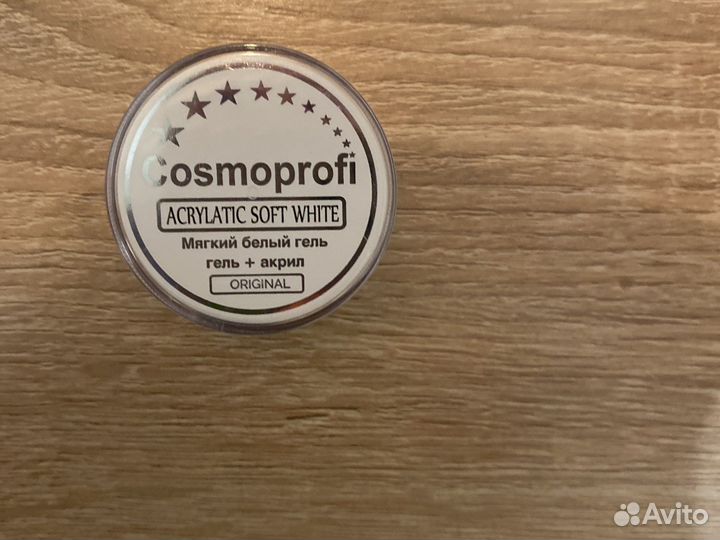 Cosmoprofi
ACRYLATIC SOFT WHITE
Мягкий белый гель
гель + акрил
ORIGINAL
Avito